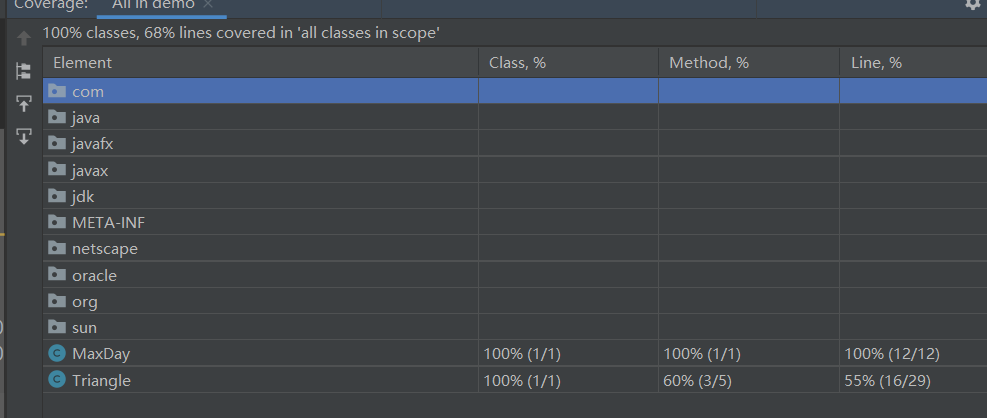 Coverage: All in demo ×
100% classes, 68% lines covered in 'all classes in scope'
Element Class, % Method, % Line, %
com
java
javafx
javax
jdk
META-INF
netscape
oracle
org
sun
C MaxDay 100% (1/1) 100% (1/1) 100% (12/12)
C Triangle 100% (1/1) 60% (3/5) 55% (16/29)